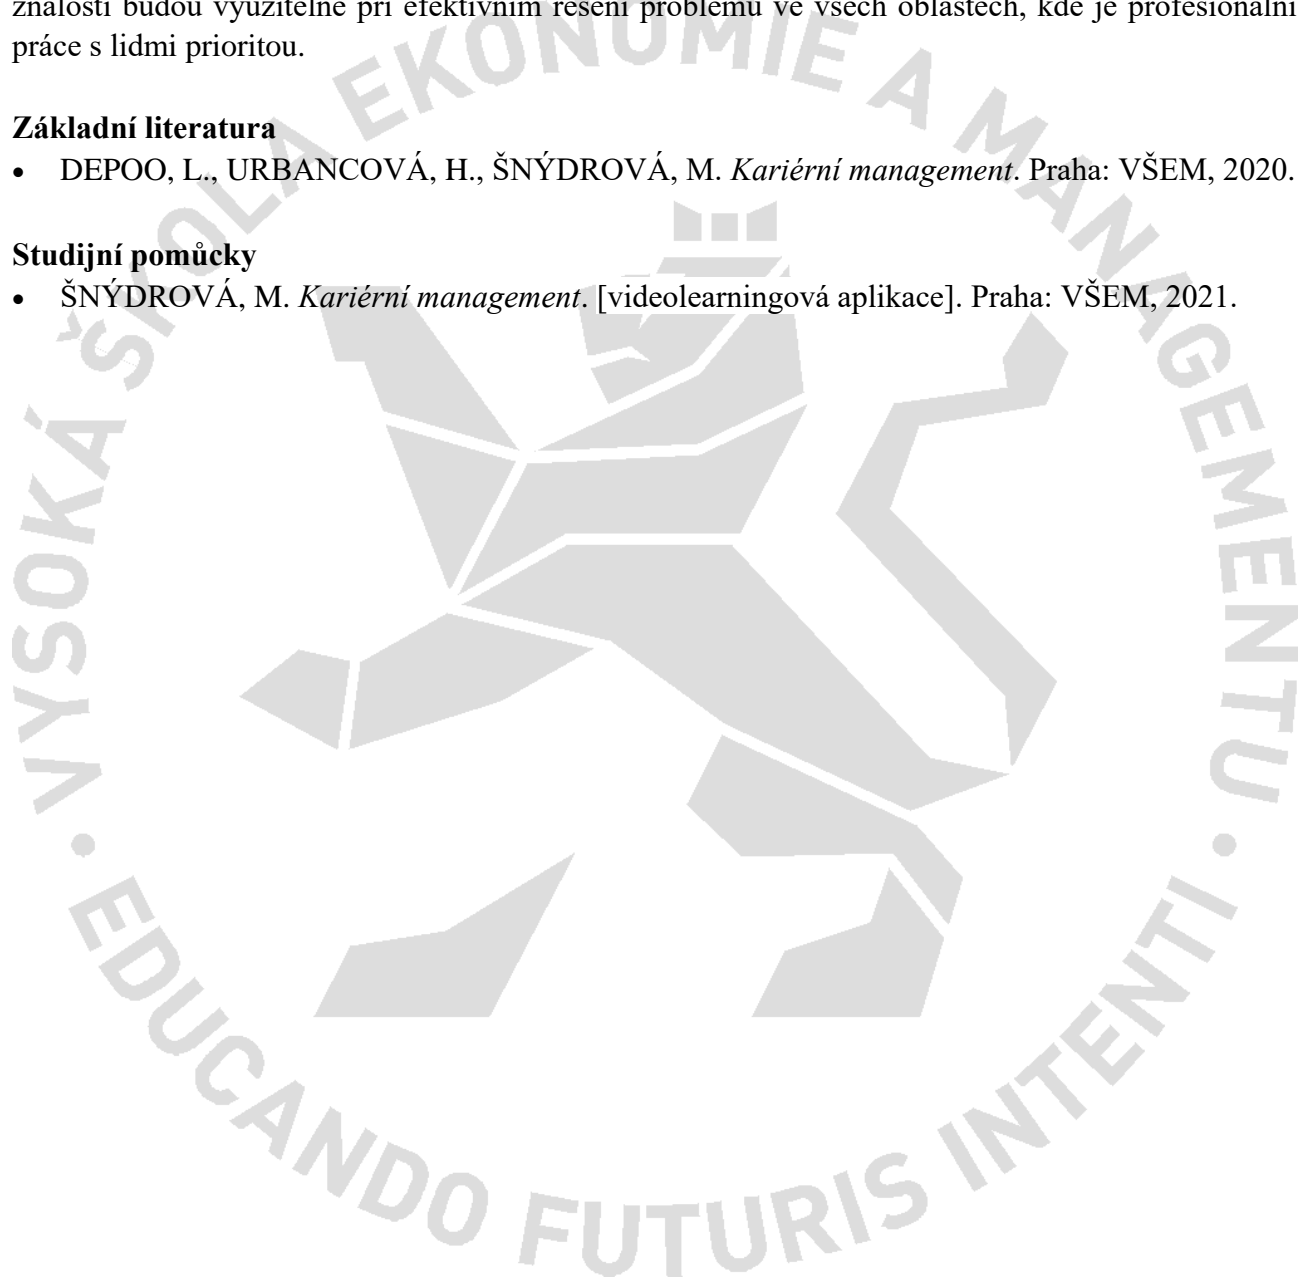 znalosti budou využitelné při efektivním řešení problémů ve všech oblastech, kde je profesionální
práce s lidmi prioritou.
Základní literatura
• DEPOO, L., URBANCOVÁ, H., ŠNÝDROVÁ, M. Kariérní management. Praha: VŠEM, 2020.
Studijní pomůcky
• ŠNÝDROVÁ, M. Kariérní management. [videolearningová aplikace]. Praha: VŠEM, 2021.
VYSOKÁ ŠKOLA EKONOMIE A MANAGEMENTU
• EDUCANDO FUTURIS INTENTI •